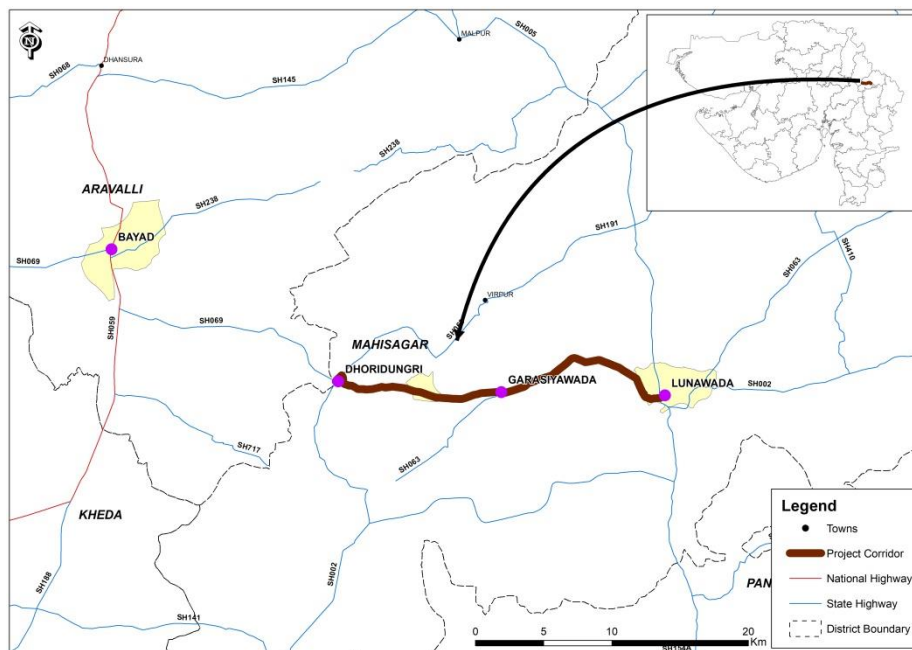 N
MALPUR
SH005
DHANSURA
SH068
SH145
SH238
ARAVALLI
SH238
BAYAD
SH069
SH191
SH410
SH063
VIRPUR
SH059
SH069
MAHISAGAR
DHORIDUNGRI
GARASIYAWADA
LUNAWADA
SH002
SH717
SH063
KHEDA
SH188
SH002
SH141
PAN
SH154A
Legend
Towns
Project Corridor
National Highway
State Highway
District Boundary
0 5 10 20
Km